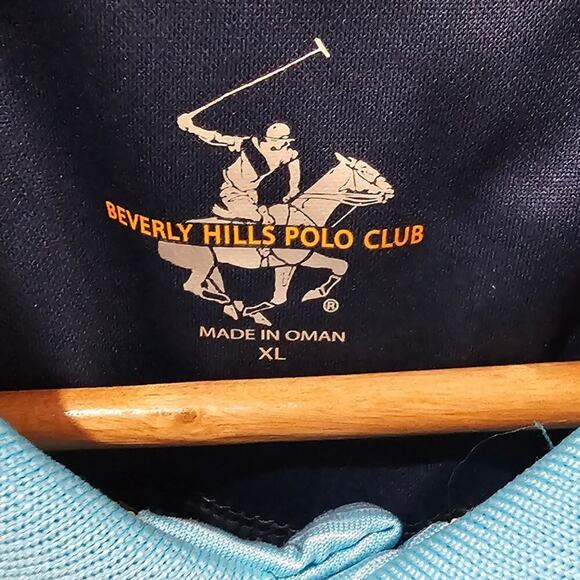 BEVERLY HILLS POLO CLUB
®
MADE IN OMAN
XL